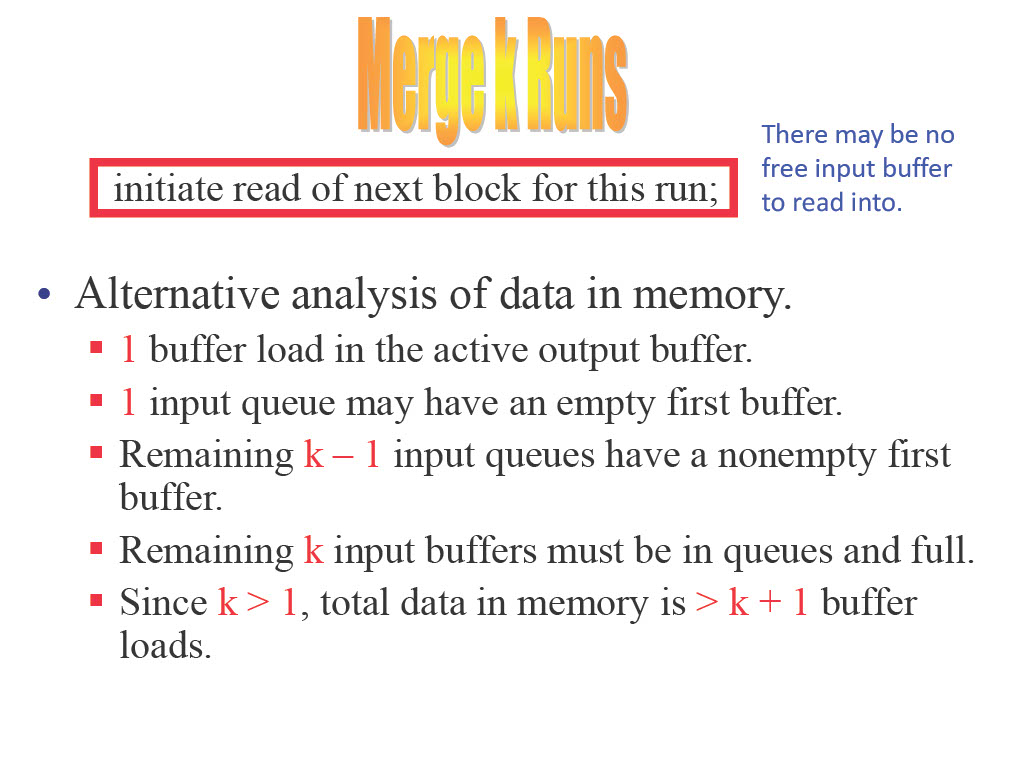 Merge k Runs
There may be no
free input buffer
to read into.
initiate read of next block for this run;
• Alternative analysis of data in memory.
▪ 1 buffer load in the active output buffer.
▪ 1 input queue may have an empty first buffer.
▪ Remaining k – 1 input queues have a nonempty first
buffer.
▪ Remaining k input buffers must be in queues and full.
▪ Since k > 1, total data in memory is > k + 1 buffer
loads.